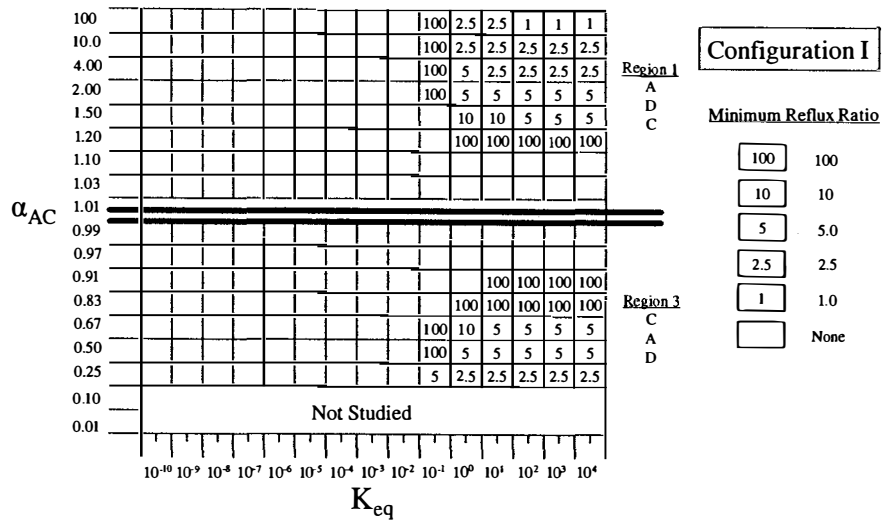 100 100 2.5 2.5 1 1 1
10.0 100 2.5 2.5 2.5 2.5 2.5
4.00 100 5 2.5 2.5 2.5 2.5
2.00 100 5 5 5 5 5
1.50 10 10 5 5 5
1.20 100 100 100 100 100
1.10
1.03
1.01
αAC
0.99
0.97
0.91 100 100 100 100
0.83 100 100 100 100 100
0.67 100 10 5 5 5 5
0.50 100 5 5 5 5 5
0.25 5 2.5 2.5 2.5 2.5 2.5
0.10
Not Studied
0.01
10-10 10-9 10-8 10-7 10-6 10-5 10-4 10-3 10-2 10-1 100 101 102 103 104
Keq
Region 1
A
D
C
Region 3
C
A
D
Configuration I
Minimum Reflux Ratio
100 100
10 10
5 5.0
2.5 2.5
1 1.0
None